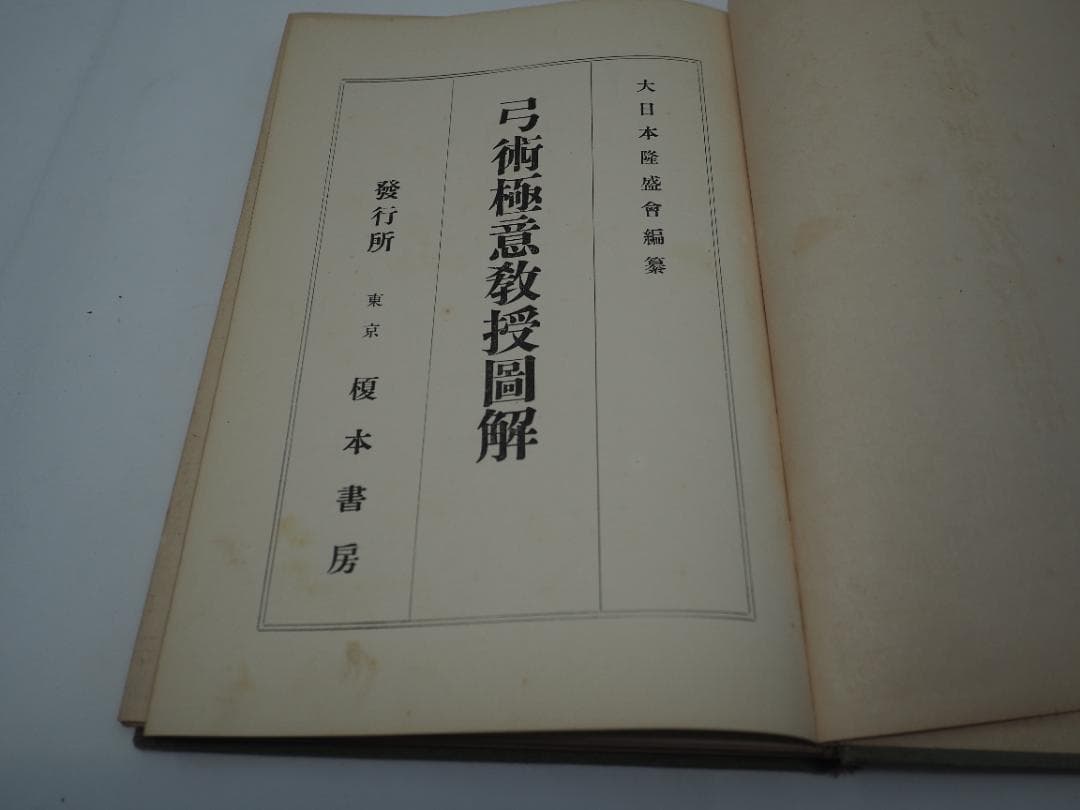 大日本隆盛會編纂
弓術極意教授圖解
發行所 東京 榎本書房